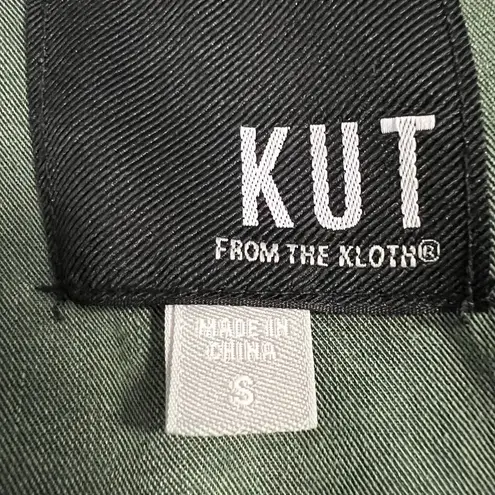 KUT
FROM THE KLOTH®
MADE IN
CHINA
S